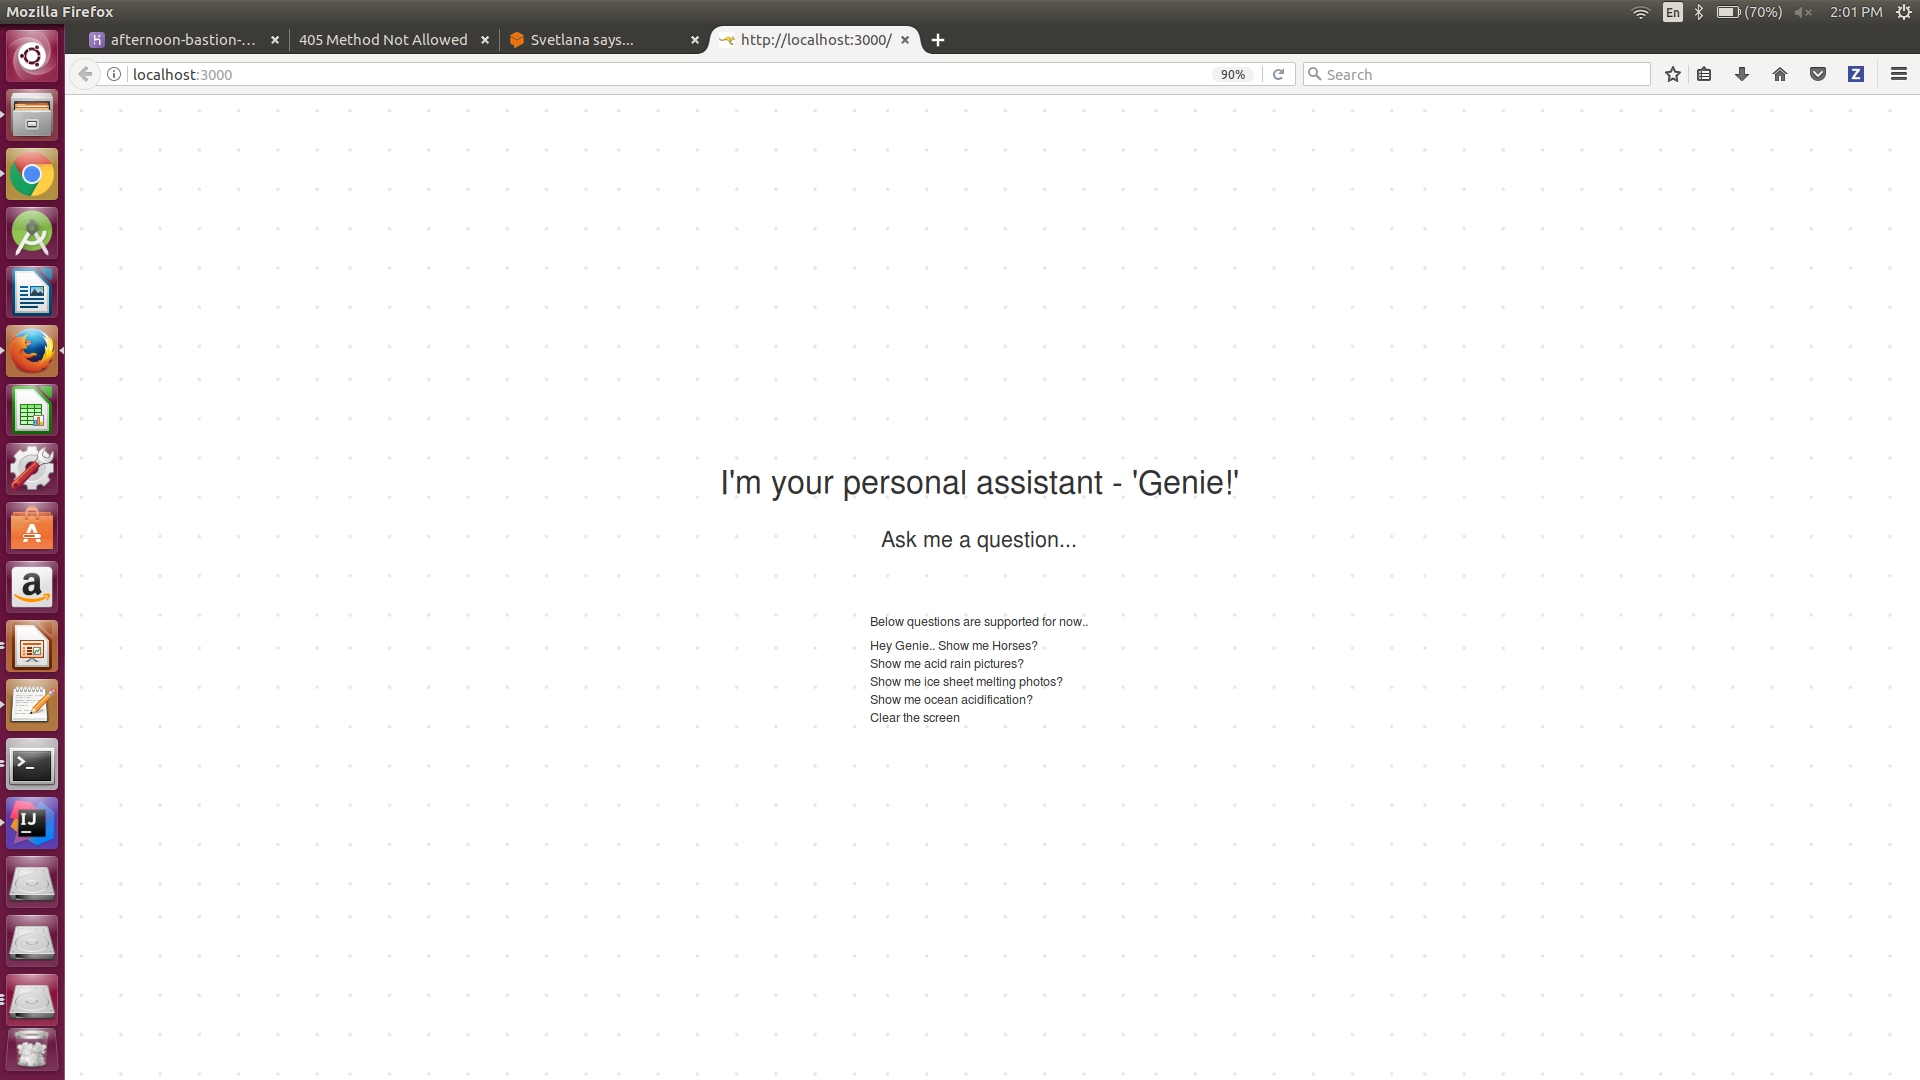 Mozilla Firefox
En
(70%)
2:01 PM
afternoon-bastion-...
405 Method Not Allowed
Svetlana says...
http://localhost:3000/
localhost:3000
90%
Search
Z
I'm your personal assistant - 'Genie!'
Ask me a question...
Below questions are supported for now..
Hey Genie.. Show me Horses?
Show me acid rain pictures?
Show me ice sheet melting photos?
Show me ocean acidification?
Clear the screen
A
a
IJ